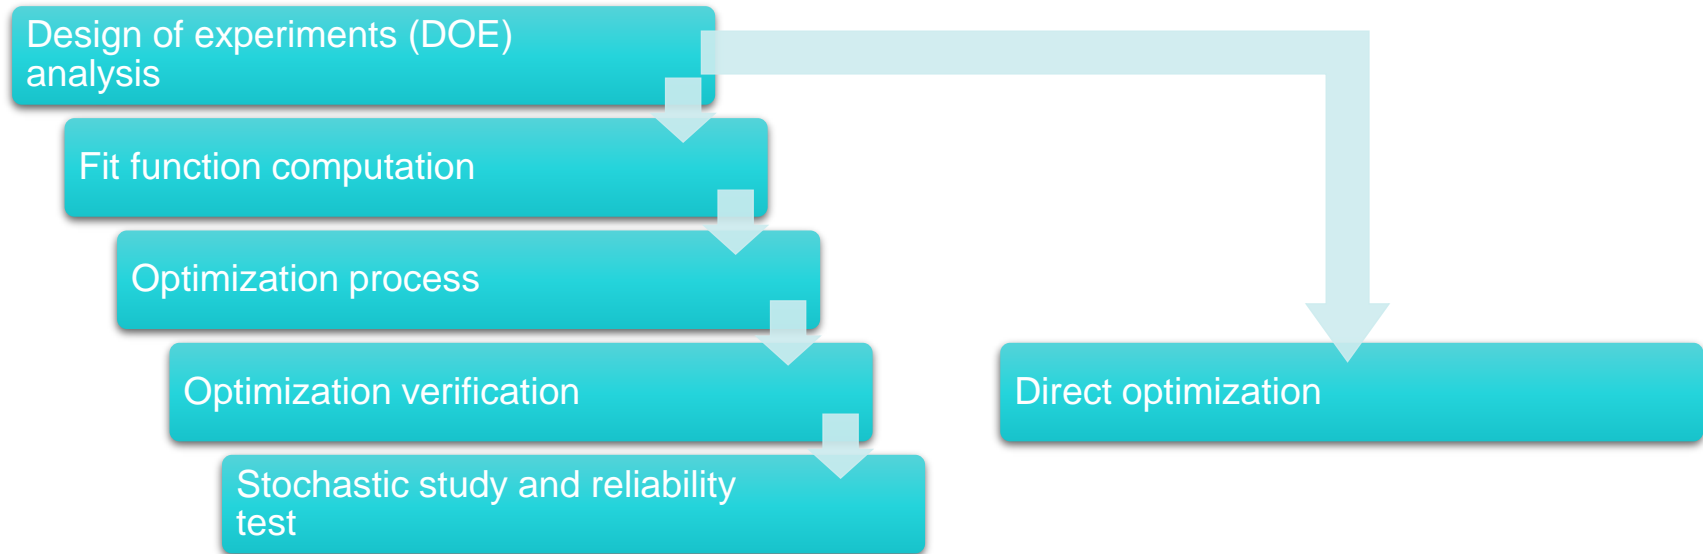 Design of experiments (DOE)
analysis
Fit function computation
Optimization process
Optimization verification
Direct optimization
Stochastic study and reliability
test